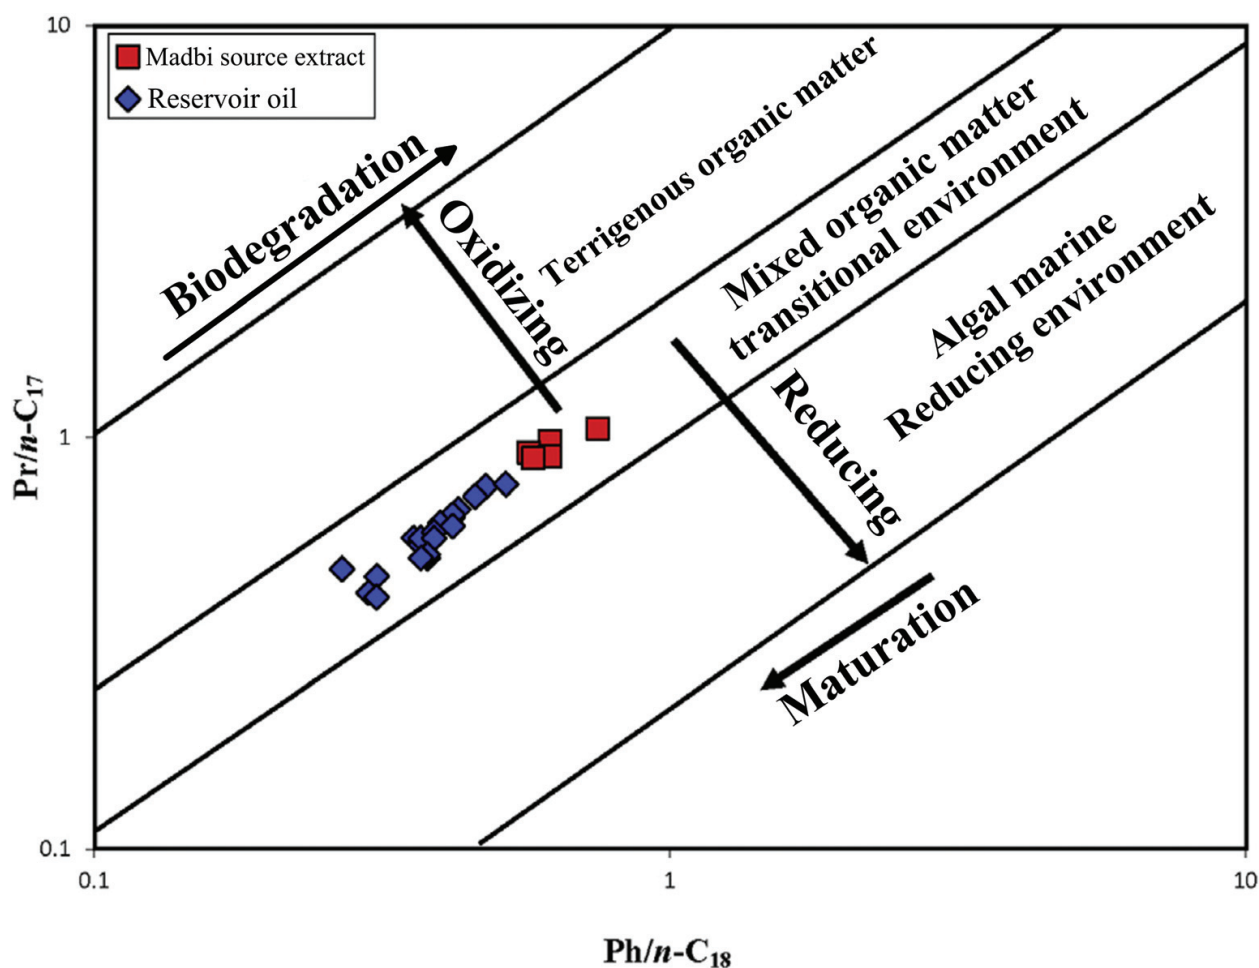 10
Madbi source extract
Reservoir oil
Biodegradation
Oxidizing
Terrigenous organic matter
Mixed organic matter
transitional environment
Algal marine
Reducing environment
Reducing
Maturation
Pr/n-C17
1
0.1
0.1
1
10
Ph/n-C18